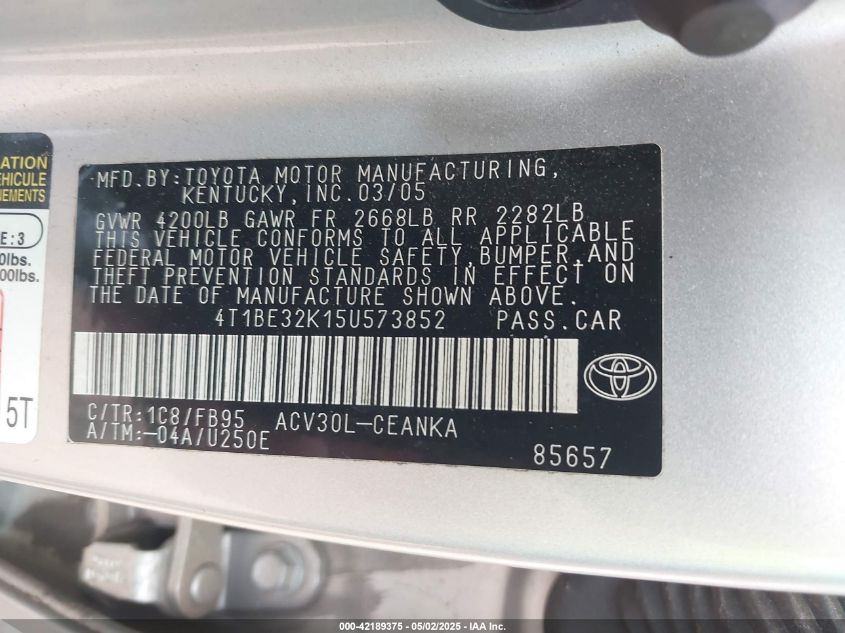 ATION
EHICULE
NEMENTS
E:3
0lbs.
00lbs.
5T
MFD.BY:TOYOTA MOTOR MANUFACTURING,
KENTUCKY,INC.03/05
GVWR 4200LB GAWR FR 2668LB RR 2282LB
THIS VEHICLE CONFORMS TO ALL APPLICABLE
FEDERAL MOTOR VEHICLE SAFETY,BUMPER,AND
THEFT PREVENTION STANDARDS IN EFFECT ON
THE DATE OF MANUFACTURE SHOWN ABOVE.
4T1BE32K15U573852 PASS.CAR
C/TR:1C8/FB95 ACV30L-CEANKA
A/TM:-04A/U250E
85657
000-42189375 - 05/02/2025 - IAA Inc.